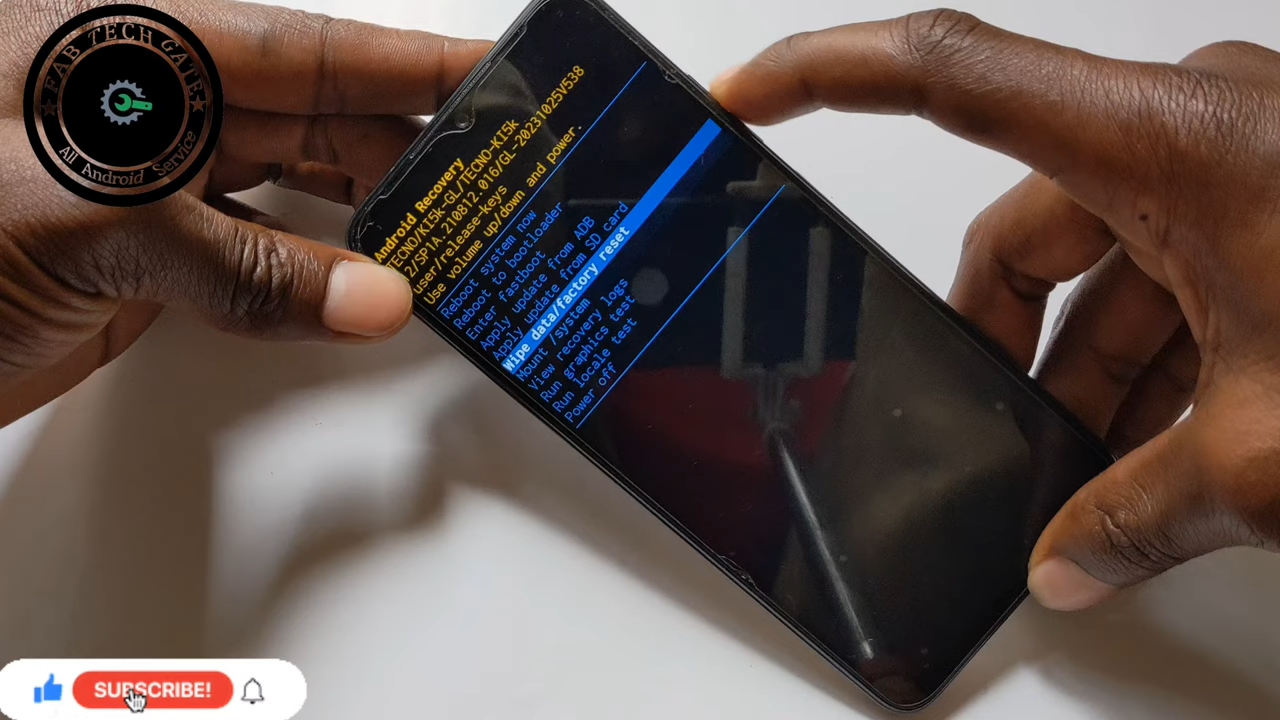 FAB TECH GATE
All Android Service
Android Recovery
TECNO/KI5k-GL/TECNO-KI5k
12/SP1A.210812.016/GL-20231025V538
user/release-keys
Use volume up/down and power.
Reboot system now
Reboot to bootloader
Enter fastboot
Apply update from ADB
Apply update from SD card
Wipe data/factory reset
Mount /system
View recovery logs
Run graphics test
Run locale test
Power off
SUBSCRIBE!